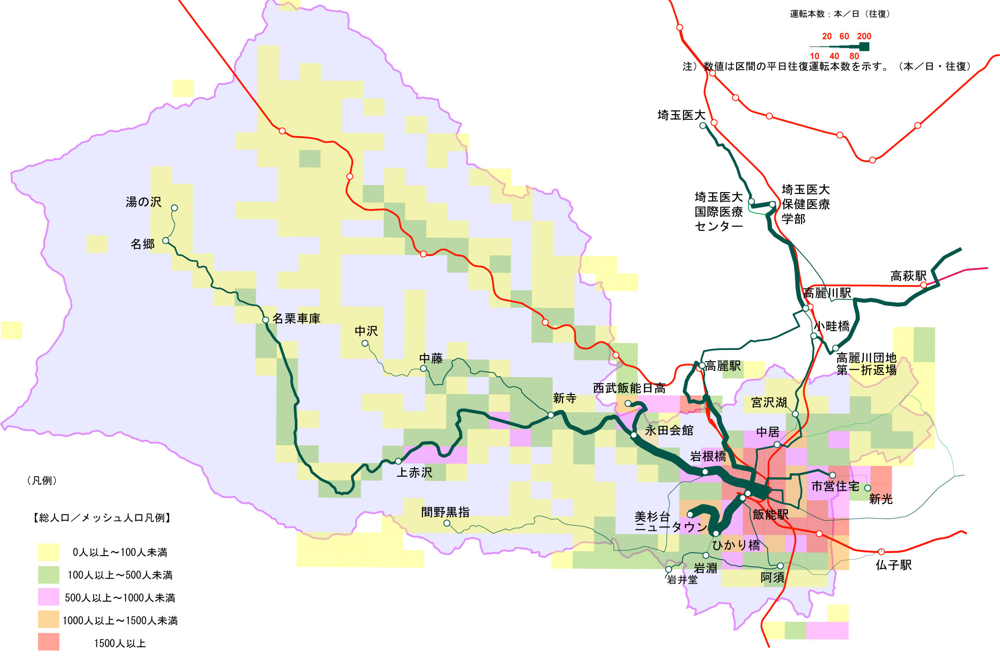 運転本数：本／日（往復）
20 60 200
10 40 80
注）数値は区間の平日往復運転本数を示す。（本／日・往復）
埼玉医大
埼玉医大
国際医療
センター
埼玉医大
保健医療
学部
湯の沢
名郷
高萩駅
高麗川駅
名栗車庫
小畦橋
中沢
中藤
高麗川団地
第一折返場
高麗駅
西武飯能日高
新寺
宮沢湖
永田会館
中居
岩根橋
上赤沢
（凡例）
市営住宅
新光
間野黒指
飯能駅
美杉台
ニュータウン
【総人口／メッシュ人口凡例】
ひかり橋
0人以上～100人未満
岩淵
仏子駅
阿須
岩井堂
100人以上～500人未満
500人以上～1000人未満
1000人以上～1500人未満
1500人以上